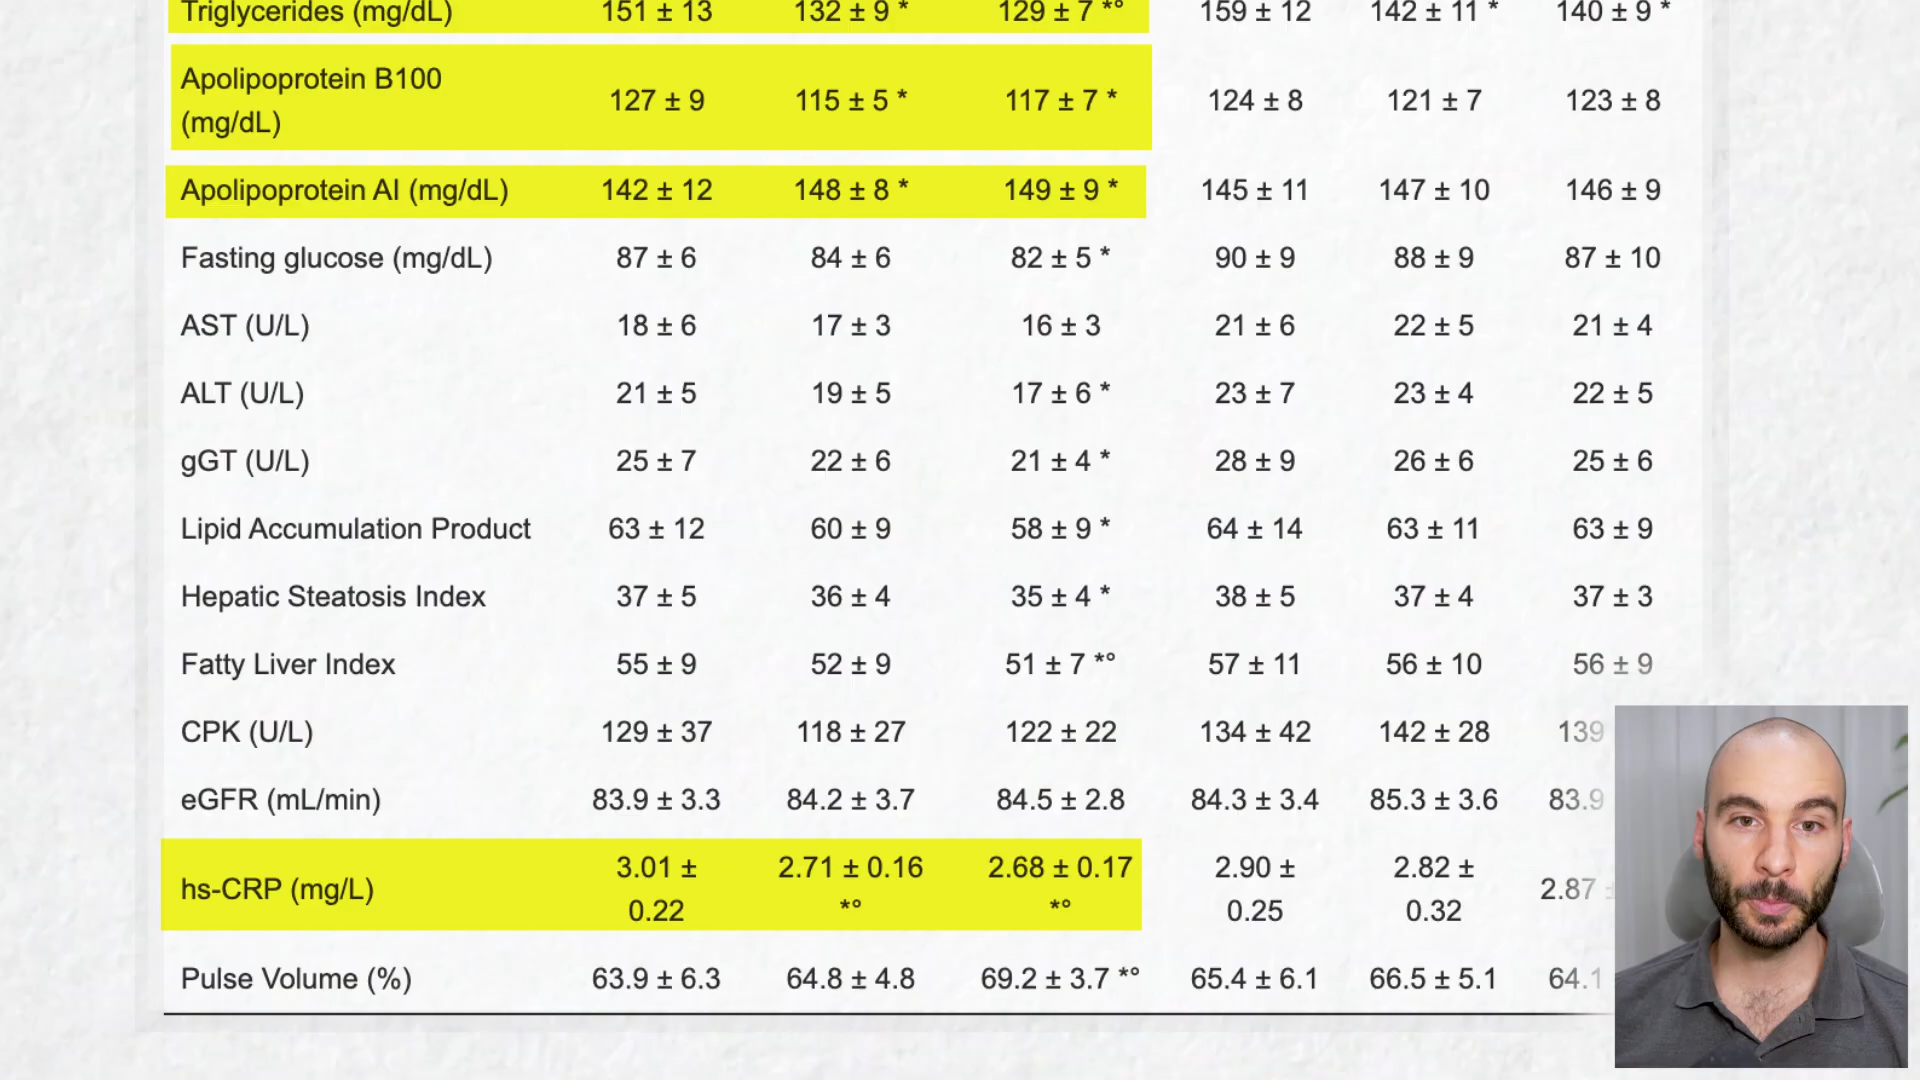 Triglycerides (mg/dL) 151 ± 13 132 ± 9 * 129 ± 7 *° 159 ± 12 142 ± 11 * 140 ± 9 *
Apolipoprotein B100
(mg/dL) 127 ± 9 115 ± 5 * 117 ± 7 * 124 ± 8 121 ± 7 123 ± 8
Apolipoprotein AI (mg/dL) 142 ± 12 148 ± 8 * 149 ± 9 * 145 ± 11 147 ± 10 146 ± 9
Fasting glucose (mg/dL) 87 ± 6 84 ± 6 82 ± 5 * 90 ± 9 88 ± 9 87 ± 10
AST (U/L) 18 ± 6 17 ± 3 16 ± 3 21 ± 6 22 ± 5 21 ± 4
ALT (U/L) 21 ± 5 19 ± 5 17 ± 6 * 23 ± 7 23 ± 4 22 ± 5
gGT (U/L) 25 ± 7 22 ± 6 21 ± 4 * 28 ± 9 26 ± 6 25 ± 6
Lipid Accumulation Product 63 ± 12 60 ± 9 58 ± 9 * 64 ± 14 63 ± 11 63 ± 9
Hepatic Steatosis Index 37 ± 5 36 ± 4 35 ± 4 * 38 ± 5 37 ± 4 37 ± 3
Fatty Liver Index 55 ± 9 52 ± 9 51 ± 7 *° 57 ± 11 56 ± 10 56 ± 9
CPK (U/L) 129 ± 37 118 ± 27 122 ± 22 134 ± 42 142 ± 28 139
eGFR (mL/min) 83.9 ± 3.3 84.2 ± 3.7 84.5 ± 2.8 84.3 ± 3.4 85.3 ± 3.6 83.9
hs-CRP (mg/L) 3.01 ± 2.71 ± 0.16 2.68 ± 0.17 2.90 ± 2.82 ± 2.87 ±
0.22 *° *° 0.25 0.32
Pulse Volume (%) 63.9 ± 6.3 64.8 ± 4.8 69.2 ± 3.7 *° 65.4 ± 6.1 66.5 ± 5.1 64.1